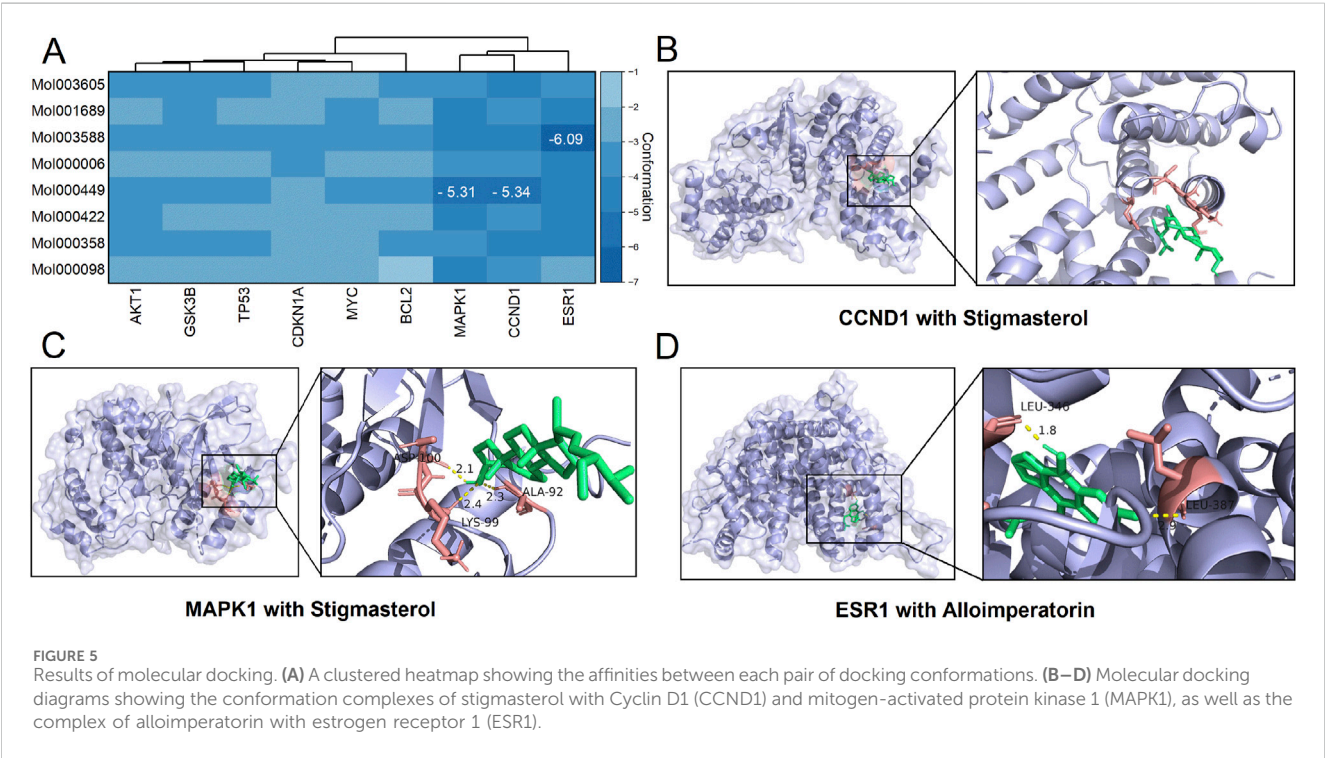 A
Mol003605
Mol001689
Mol003588
Mol000006
Mol000449
Mol000422
Mol000358
Mol000098
-6.09
- 5.31
- 5.34
AKT1
GSK3B
TP53
CDKN1A
MYC
BCL2
MAPK1
CCND1
ESR1
-1
-2
-3
-4
-5
-6
-7
Conformation
B
CCND1 with Stigmasterol
C
ASP-100
2.1
2.3
ALA-92
2.4
LYS-99
MAPK1 with Stigmasterol
D
LEU-346
1.8
LEU-387
2.9
ESR1 with Alloimperatorin
FIGURE 5
Results of molecular docking. (A) A clustered heatmap showing the affinities between each pair of docking conformations. (B–D) Molecular docking
diagrams showing the conformation complexes of stigmasterol with Cyclin D1 (CCND1) and mitogen-activated protein kinase 1 (MAPK1), as well as the
complex of alloimperatorin with estrogen receptor 1 (ESR1).